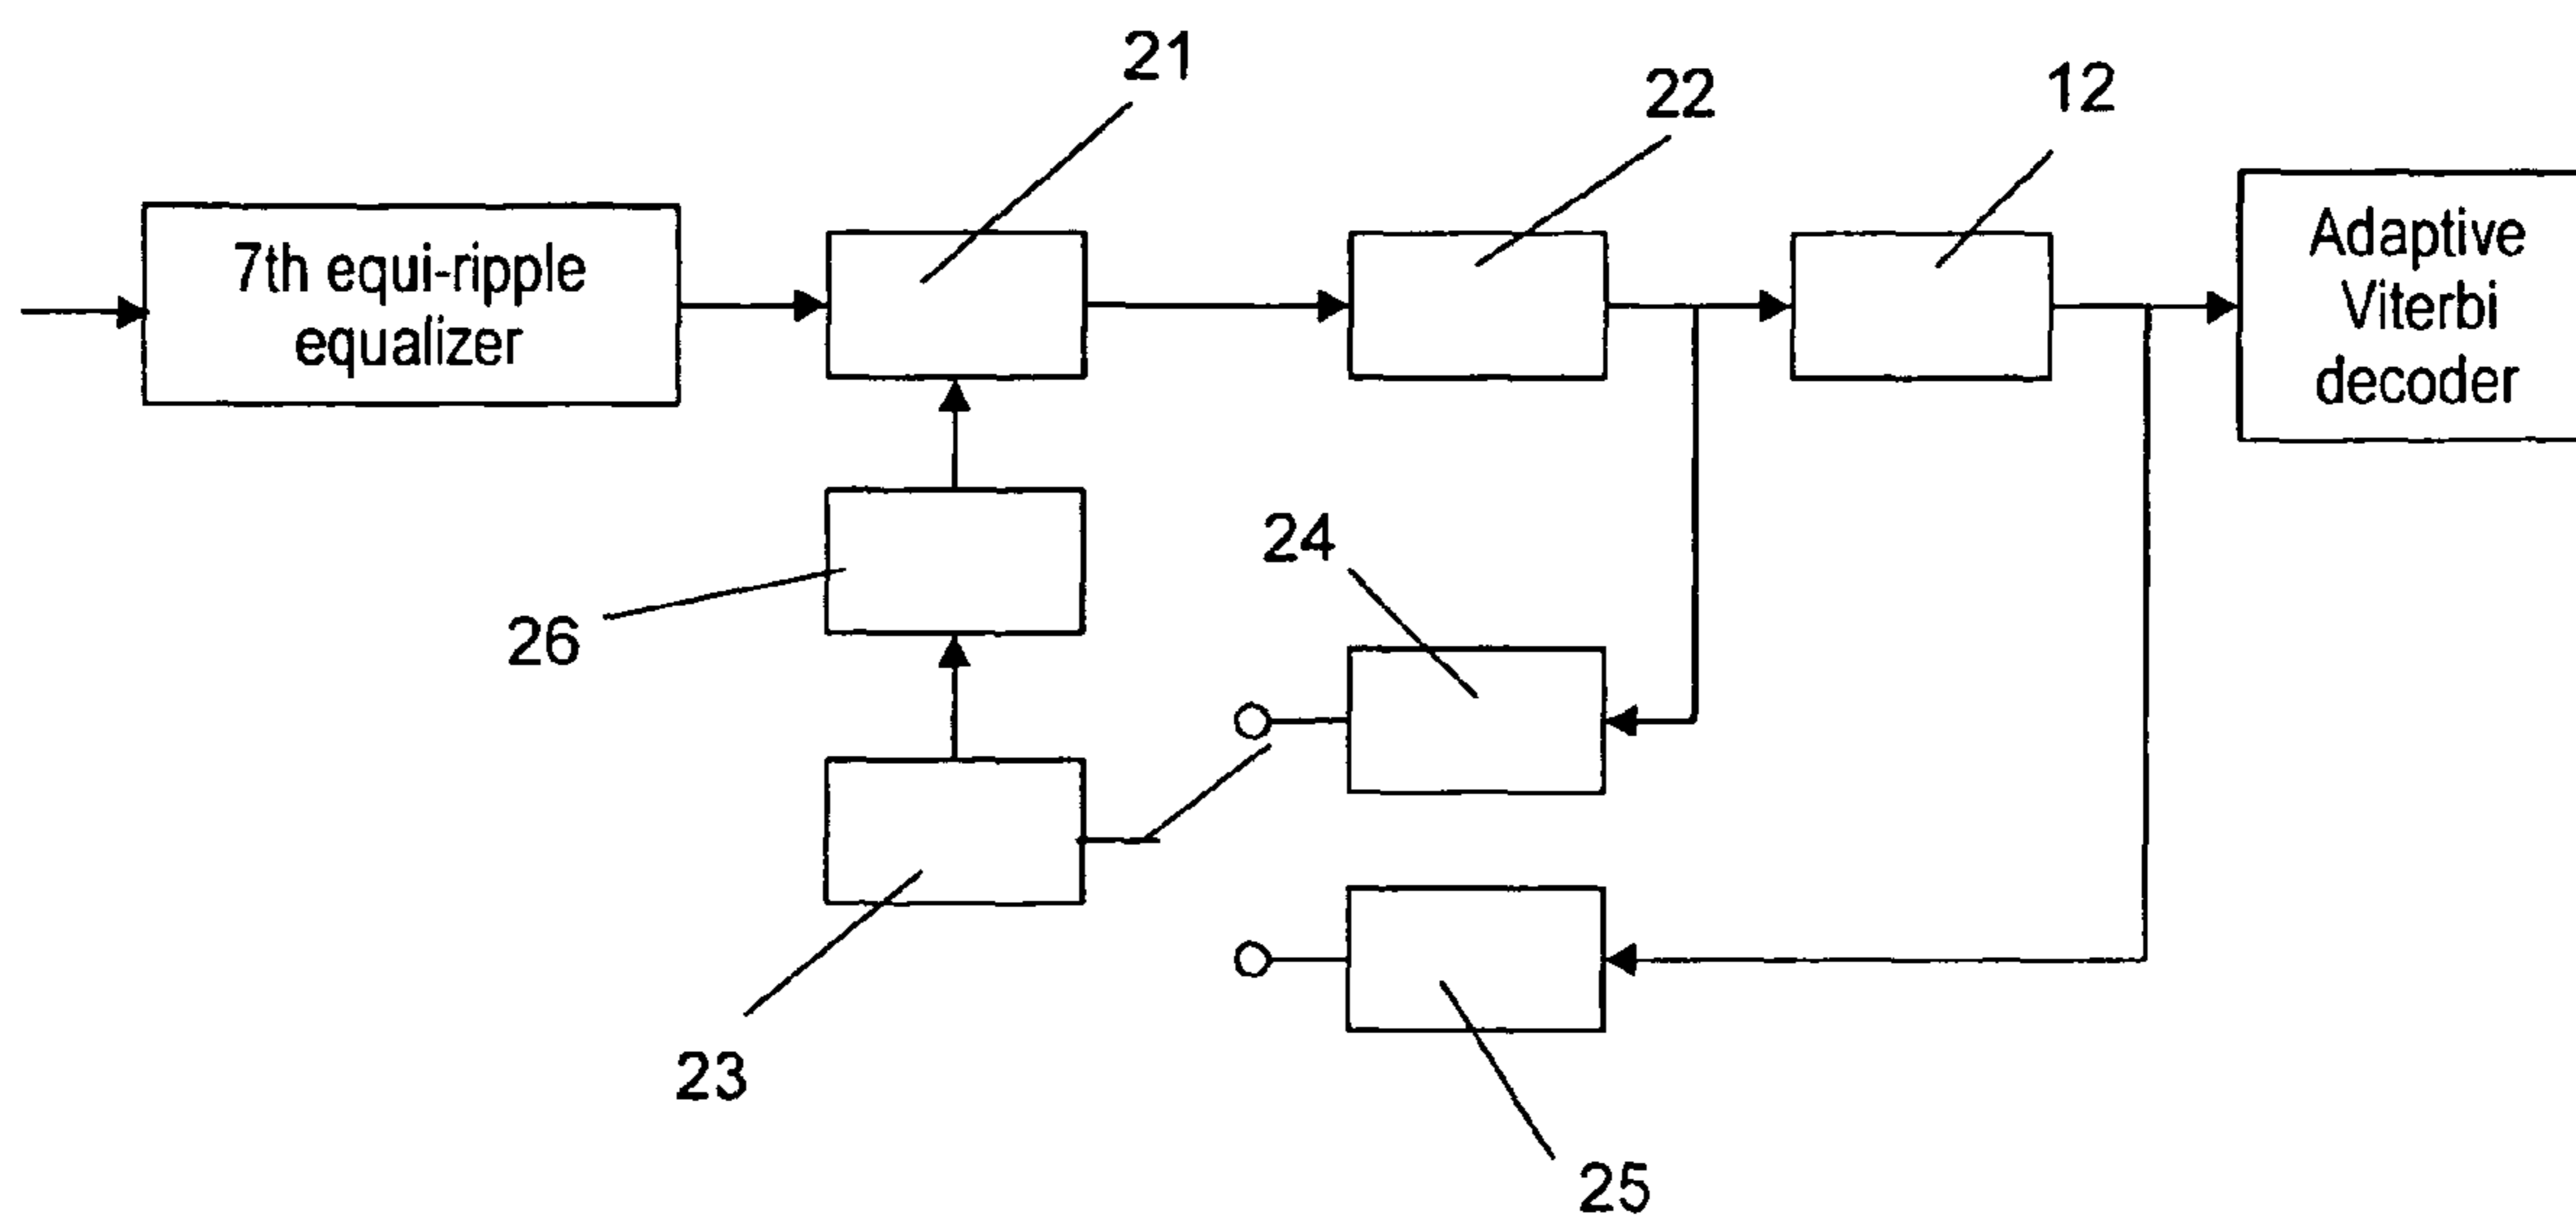 21
22
12
7th equi-ripple
equalizer
Adaptive
Viterbi
decoder
24
26
23
25